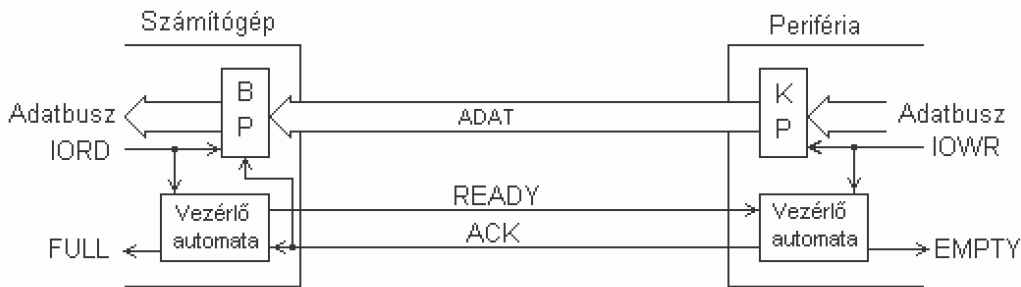 Számítógép
Periféria
B
P
K
P
Adatbusz
ADAT
Adatbusz
IORD
IOWR
READY
Vezérlő
automata
Vezérlő
automata
ACK
FULL
EMPTY